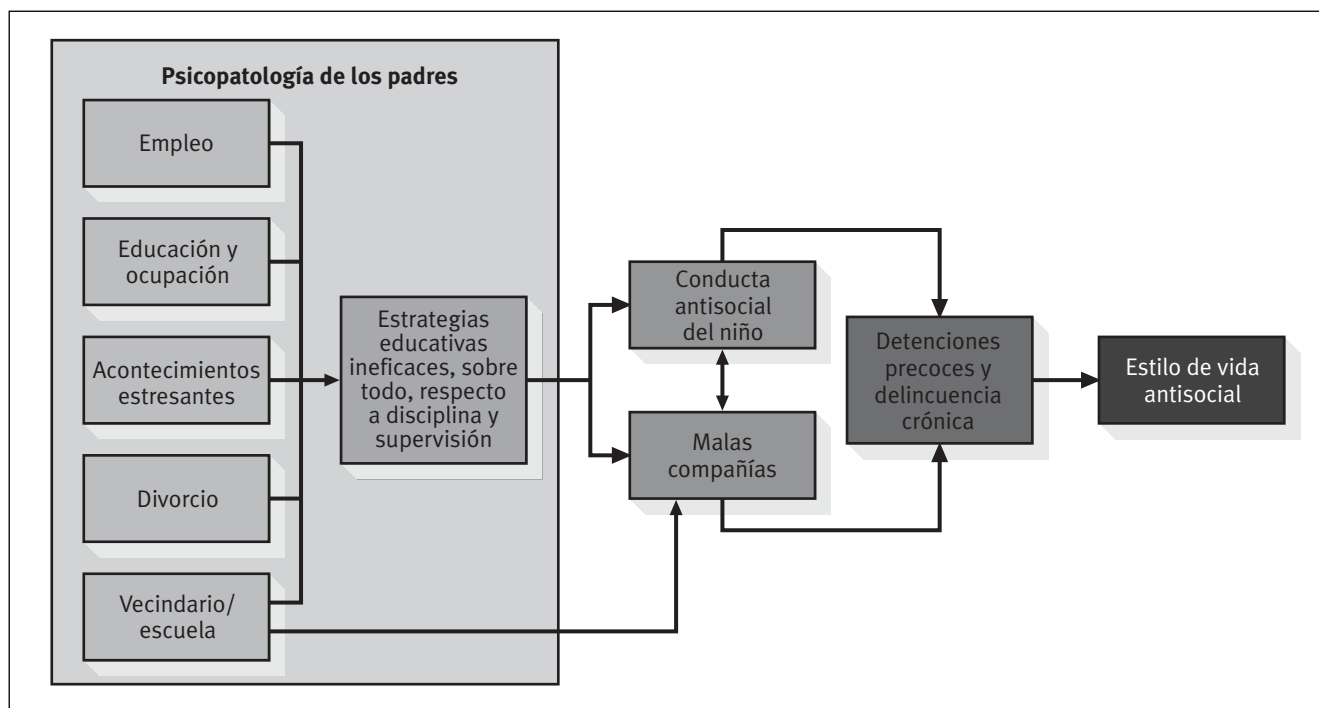 Psicopatología de los padres
Empleo
Educación y
ocupación
Acontecimientos
estresantes
Divorcio
Vecindario/
escuela
Estrategias
educativas
ineficaces, sobre
todo, respecto
a disciplina y
supervisión
Conducta
antisocial
del niño
Malas
compañías
Detenciones
precoces y
delincuencia
crónica
Estilo de vida
antisocial